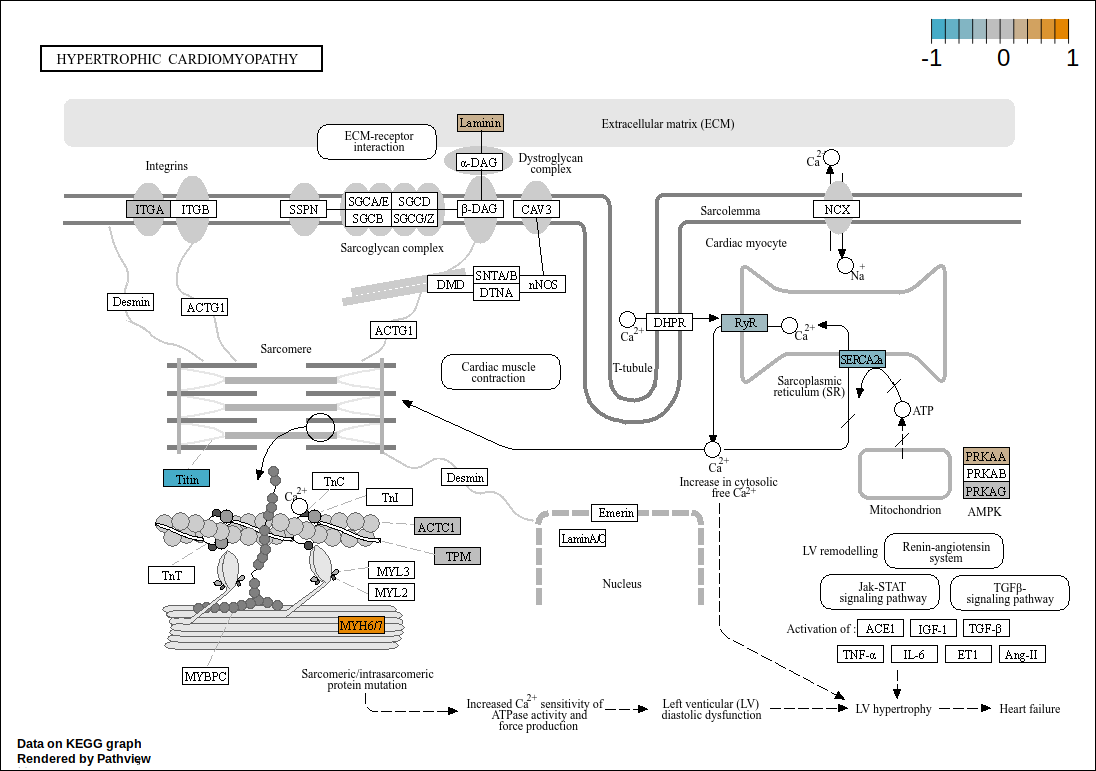 -1 0 1
HYPERTROPHIC CARDIOMYOPATHY
Laminin
Extracellular matrix (ECM)
ECM-receptor
interaction
α-DAG
Dystroglycan
complex
Integrins
Ca2+
ITGA ITGB
SSPN
SGCA/E SGCD
SGCB SGCG/Z
β-DAG
CAV3
Sarcolemma
NCX
Sarcoglycan complex
Cardiac myocyte
Na+
DMD
SNTA/B
DTNA
nNOS
Desmin
ACTG1
ACTG1
Ca2+
DHPR
RyR
Ca2+
Sarcomere
SERCA2a
Cardiac muscle
contraction
T-tubule
Sarcoplasmic
reticulum (SR)
ATP
Titin
Ca2+
TnC
TnI
Desmin
Ca2+
Increase in cytosolic
free Ca2+
PRKAA
PRKAB
PRKAG
AMPK
Mitochondrion
ACTC1
TPM
Emerin
LaminA/C
Nucleus
TnT
MYL3
MYL2
MYH6/7
MYBPC
LV remodelling
Renin-angiotensin
system
Jak-STAT
signaling pathway
TGFβ-
signaling pathway
Activation of : ACE1 IGF-1 TGF-β
TNF-α IL-6 ET1 Ang-II
Sarcomeric/intrasarcomeric
protein mutation
Increased Ca2+ sensitivity of
ATPase activity and
force production
Left venticular (LV)
diastolic dysfunction
LV hypertrophy
Heart failure
Data on KEGG graph
Rendered by Pathview